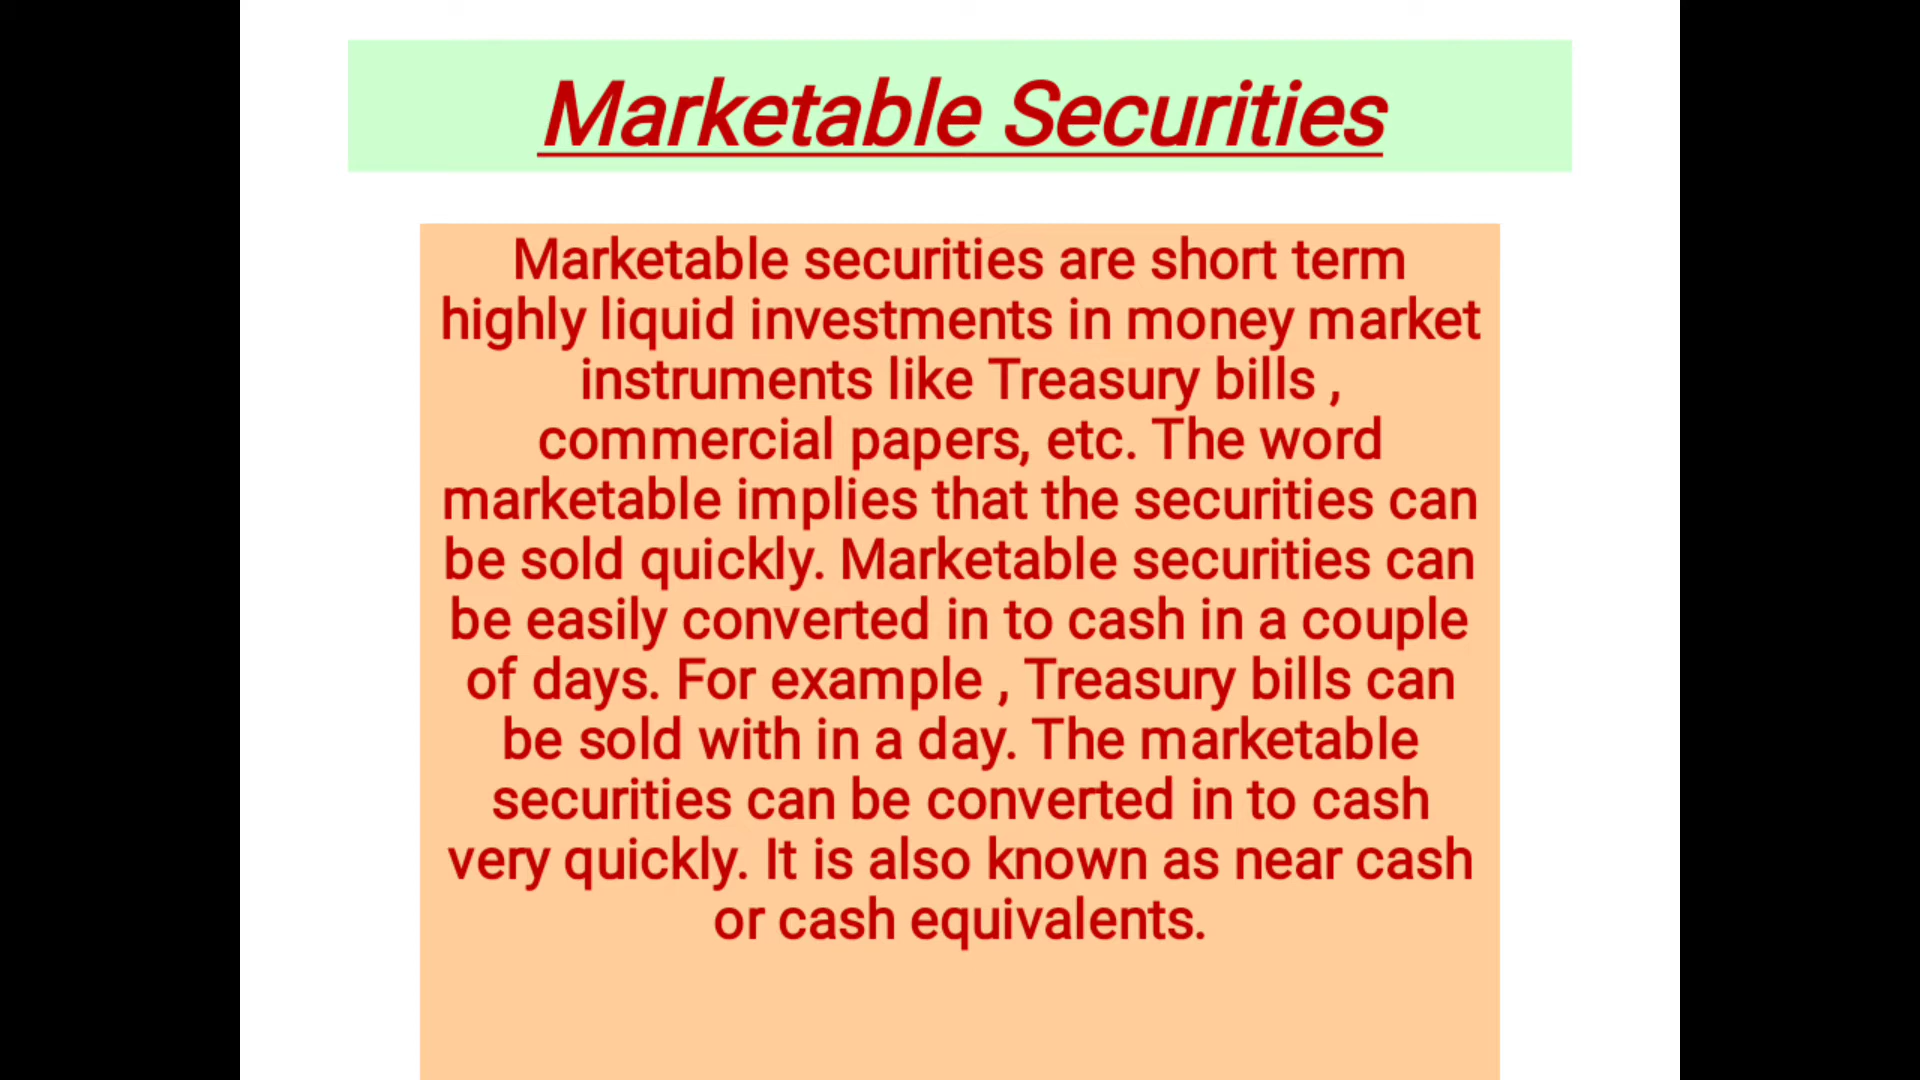 Marketable Securities
Marketable securities are short term
highly liquid investments in money market
instruments like Treasury bills ,
commercial papers, etc. The word
marketable implies that the securities can
be sold quickly. Marketable securities can
be easily converted in to cash in a couple
of days. For example , Treasury bills can
be sold with in a day. The marketable
securities can be converted in to cash
very quickly. It is also known as near cash
or cash equivalents.